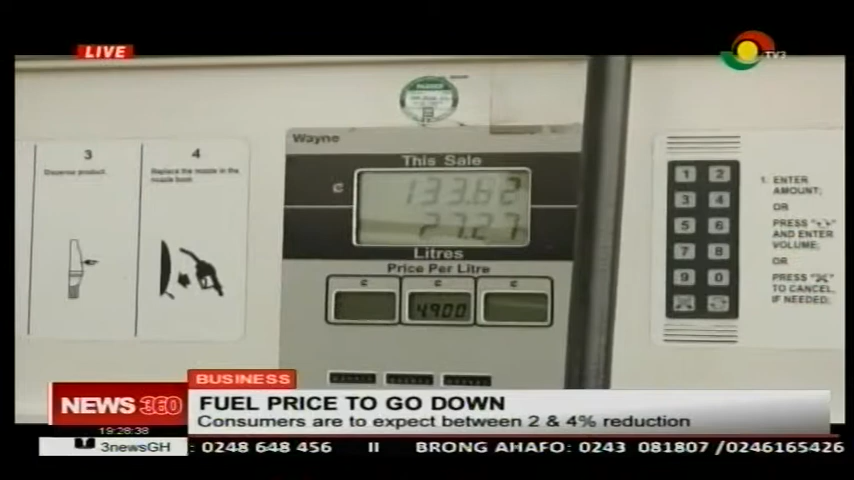 LIVE
TV3
Wayne
This Sale
₵ 133.62
27.27
Litres
Price Per Litre
₵ ₵ ₵
4.900
3
Dispense product.
4
Replace the nozzle in the
nozzle boot
1 2
3 4
5 6
7 8
9 0
1. ENTER
AMOUNT;
OR
PRESS
AND ENTER
VOLUME;
OR
PRESS
TO CANCEL,
IF NEEDED.
BUSINESS
NEWS 360
FUEL PRICE TO GO DOWN
Consumers are to expect between 2 & 4% reduction
19:28:38
3newsGH : 0248 648 456 II BRONG AHAFO: 0243 081807 /0246165426